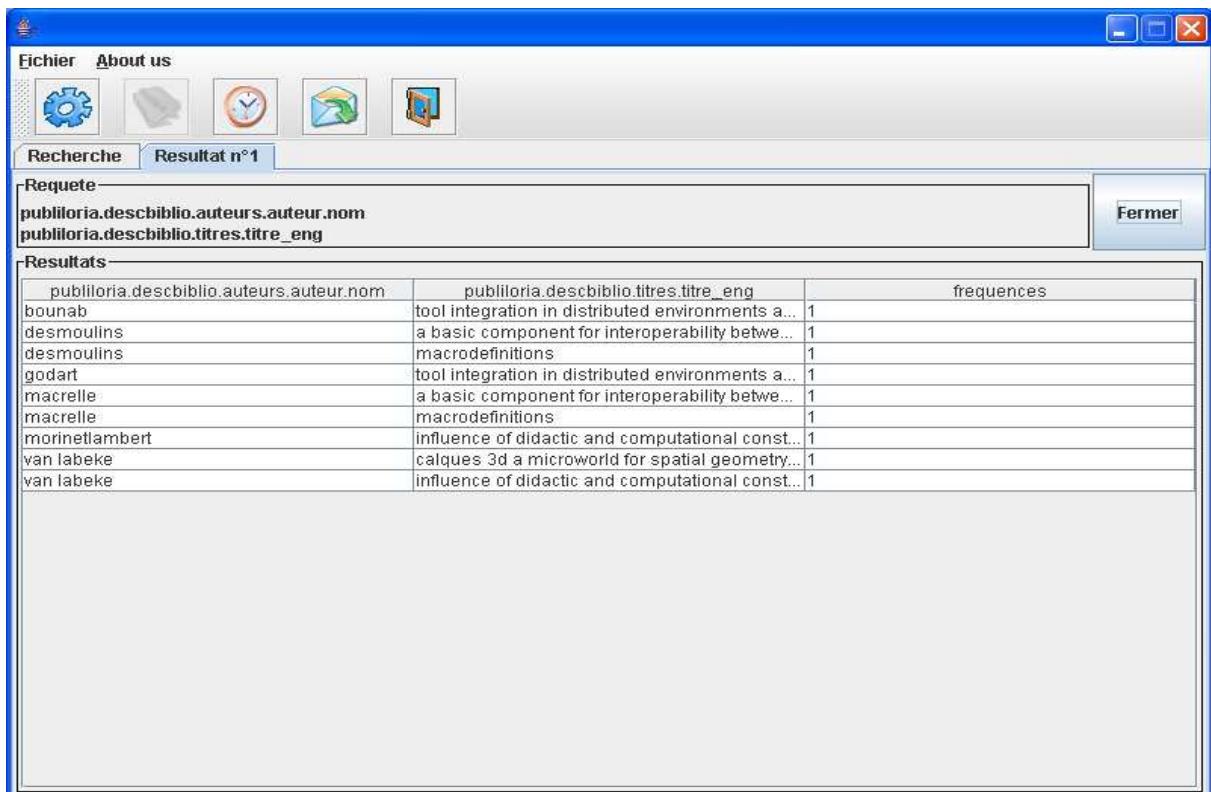 Fichier About us
Recherche Resultat n°1
Requete
publiloria.descbiblio.auteurs.auteur.nom
publiloria.descbiblio.titres.titre_eng
Fermer
Resultats
publiloria.descbiblio.auteurs.auteur.nom publiloria.descbiblio.titres.titre_eng frequences
bounab tool integration in distributed environments a... 1
desmoulins a basic component for interoperability betwe... 1
desmoulins macrodefinitions 1
godart tool integration in distributed environments a... 1
macrelle a basic component for interoperability betwe... 1
macrelle macrodefinitions 1
morinetlambert influence of didactic and computational const... 1
van labeke calques 3d a microworld for spatial geometry... 1
van labeke influence of didactic and computational const... 1